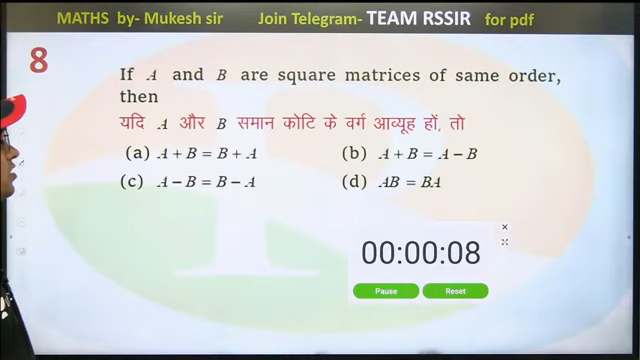 MATHS by- Mukesh sir Join Telegram- TEAM RSSIR for pdf
8
If A and B are square matrices of same order,
then
यदि A और B समान कोटि के वर्ग आव्यूह हों, तो
(a) A + B = B + A (b) A + B = A − B
(c) A − B = B − A (d) AB = BA
00:00:08
Pause Reset